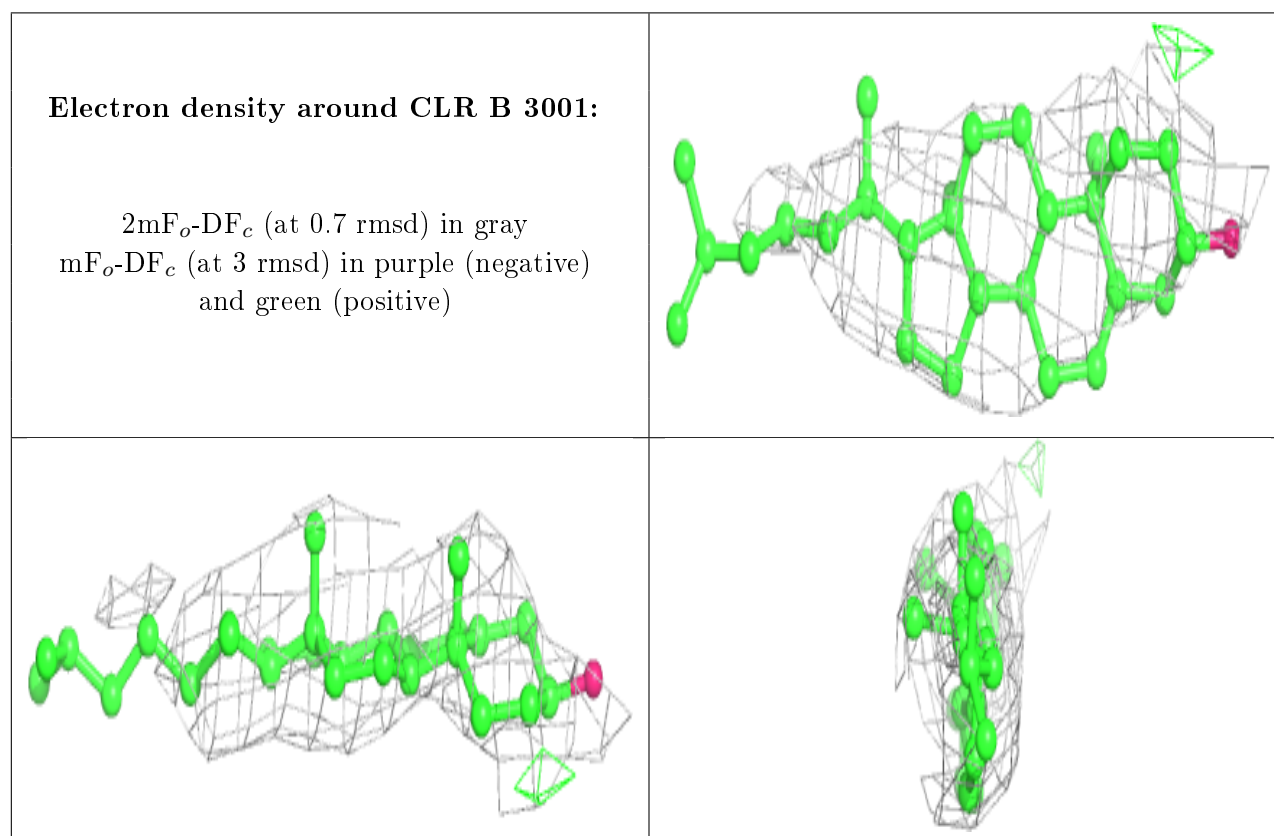 Electron density around CLR B 3001:
2mFₒ-DF𝒸 (at 0.7 rmsd) in gray
mFₒ-DF𝒸 (at 3 rmsd) in purple (negative)
and green (positive)